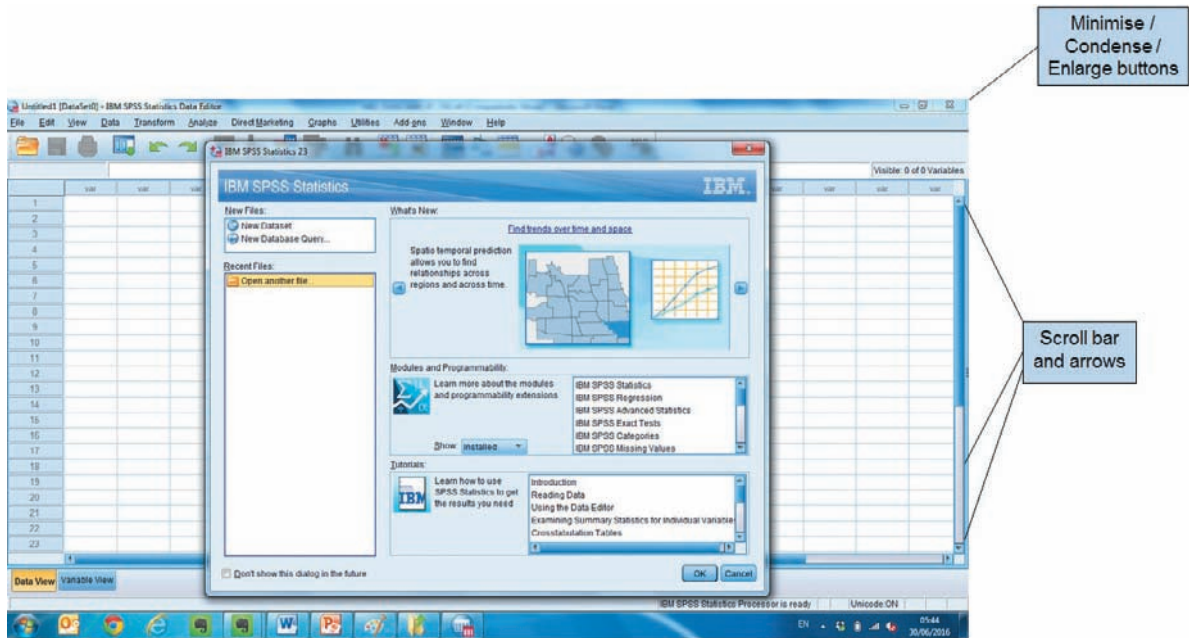 Minimise /
Condense /
Enlarge buttons
Untitled1 [DataSet0] - IBM SPSS Statistics Data Editor
File Edit View Data Transform Analyze Direct Marketing Graphs Utilities Add-ons Window Help
IBM SPSS Statistics 23
Visible: 0 of 0 Variables
IBM SPSS Statistics
IBM.
var var var var var var var
New Files:
New Dataset
New Database Query...
Recent Files:
Open another file...
What's New:
Find trends over time and space
Spatio temporal prediction
allows you to find
relationships across
regions and across time.
Modules and Programmability:
Learn more about the modules
and programmability extensions
Show: Installed
IBM SPSS Statistics
IBM SPSS Regression
IBM SPSS Advanced Statistics
IBM SPSS Exact Tests
IBM SPSS Categories
IBM SPSS Missing Values
Tutorials:
IBM
Learn how to use
SPSS Statistics to get
the results you need
Introduction
Reading Data
Using the Data Editor
Examining Summary Statistics for Individual Variable
Crosstabulation Tables
Don't show this dialog in the future
OK Cancel
1
2
3
4
5
6
7
8
9
10
11
12
13
14
15
16
17
18
19
20
21
22
23
Scroll bar
and arrows
Data View Variable View
IBM SPSS Statistics Processor is ready Unicode:ON
EN 05:44
30/06/2016